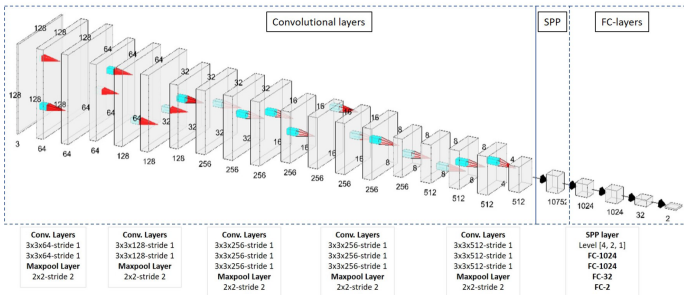 Convolutional layers
SPP
FC-layers
128
128
128
128
128
128
64
64
64
64
64
64
32
32
32
32
32
32
16
16
16
16
16
16
8
8
8
8
8
8
4
4
3
64
64
64
128
128
128
256
256
256
256
256
256
256
512
512
512
512
1075
1024
1024
32
2
Conv. Layers
3x3x64-stride 1
3x3x64-stride 1
Maxpool Layer
2x2-stride 2
Conv. Layers
3x3x128-stride 1
3x3x128-stride 1
Maxpool Layer
2x2-stride 2
Conv. Layers
3x3x256-stride 1
3x3x256-stride 1
3x3x256-stride 1
Maxpool Layer
2x2-stride 2
Conv. Layers
3x3x256-stride 1
3x3x256-stride 1
3x3x256-stride 1
Maxpool Layer
2x2-stride 2
Conv. Layers
3x3x512-stride 1
3x3x512-stride 1
3x3x512-stride 1
Maxpool Layer
2x2-stride 2
SPP layer
Level [4, 2, 1]
FC-1024
FC-1024
FC-32
FC-2